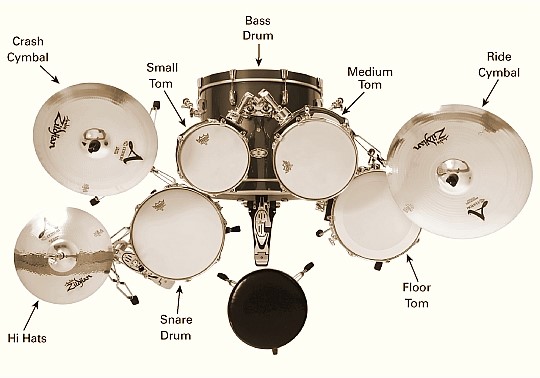 Bass
Drum
Crash
Cymbal
Small
Tom
Medium
Tom
Ride
Cymbal
Zildjian
Zildjian
Zildjian
Floor
Tom
Snare
Drum
Hi Hats